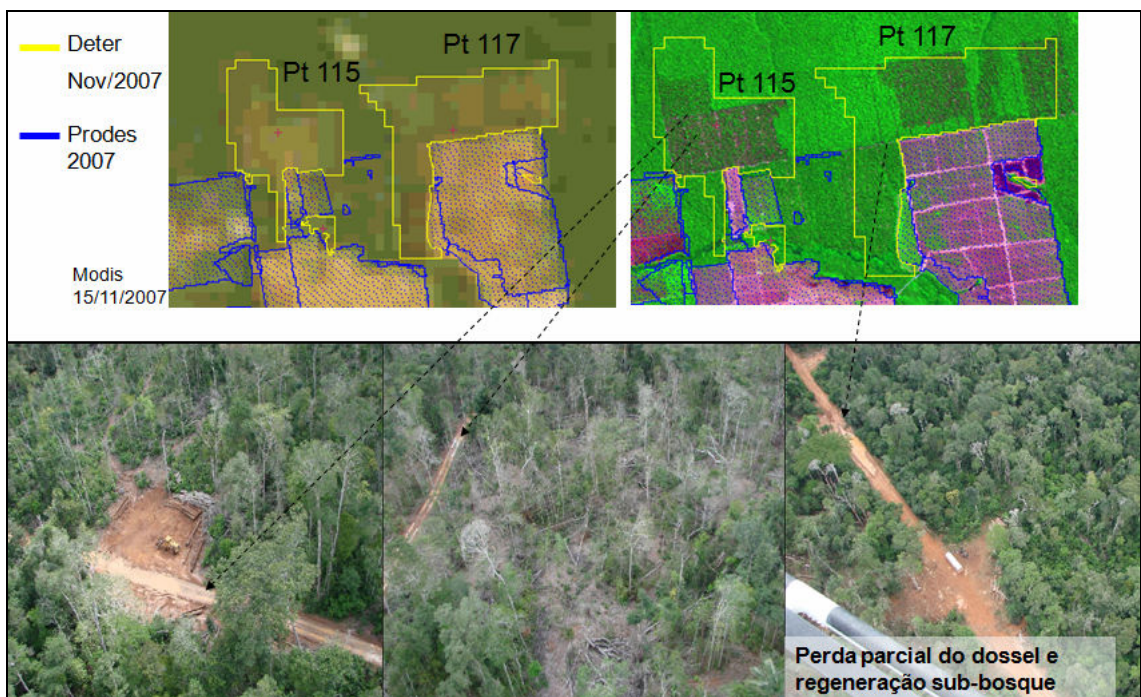 Deter
Nov/2007
Prodes
2007
Modis
15/11/2007
Pt 115
Pt 117
Pt 115
Pt 117
Perda parcial do dossel e
regeneração sub-bosque